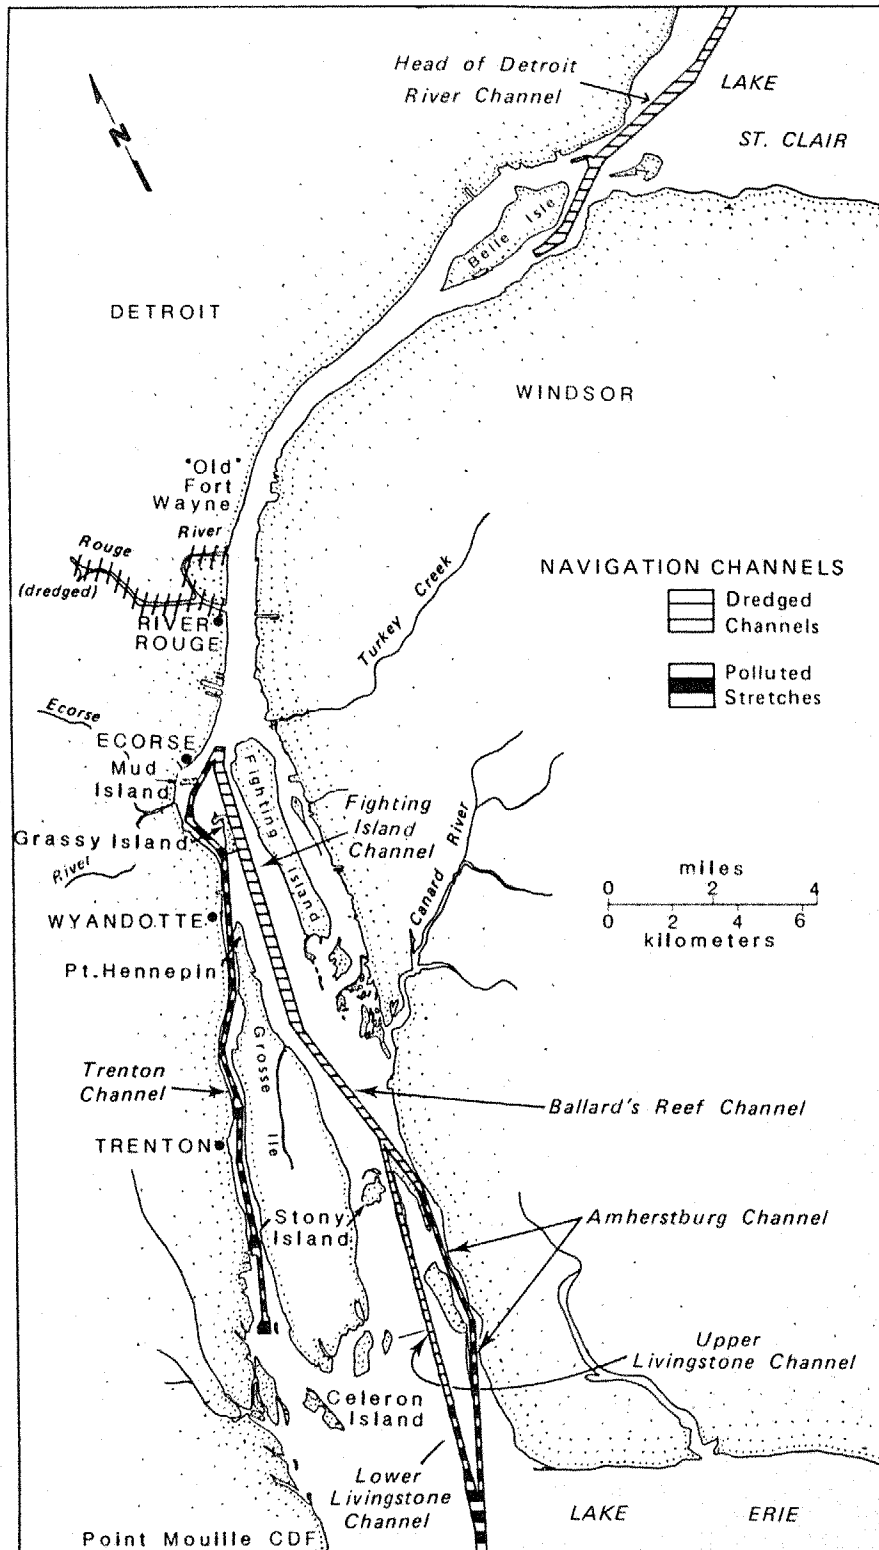 Head of Detroit
River Channel
LAKE
ST. CLAIR
N
Belle Isle
DETROIT
WINDSOR
"Old"
Fort
Wayne
River
Rouge
(dredged)
RIVER
ROUGE
Turkey Creek
NAVIGATION CHANNELS
Dredged
Channels
Polluted
Stretches
Ecorse
ECORSE
Mud
Island
Fighting
Island
Fighting
Island
Channel
Canard River
Grassy Island
River
miles
0 2 4
0 2 4 6
kilometers
WYANDOTTE
Pt.Hennepin
Grosse
Ile
Trenton
Channel
Ballard's Reef Channel
TRENTON
Stony
Island
Amherstburg Channel
Upper
Livingstone Channel
Celeron
Island
Lower
Livingstone
Channel
LAKE ERIE
Point Mouille CDF